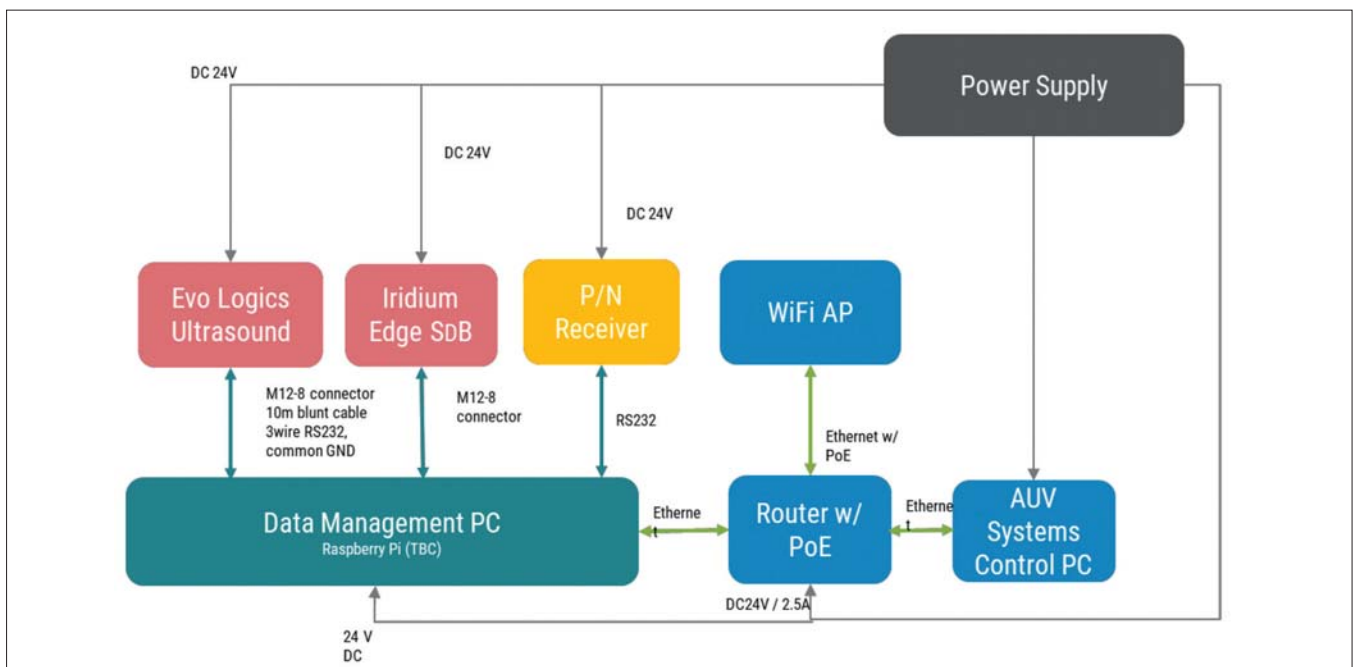 DC 24V
Power Supply
DC 24V
DC 24V
Evo Logics
Ultrasound
Iridium
Edge SDB
P/N
Receiver
WiFi AP
M12-8 connector
10m blunt cable
3wire RS232,
common GND
M12-8
connector
RS232
Ethernet w/
PoE
Data Management PC
Raspberry Pi (TBC)
Etherne
t
Router w/
PoE
Etherne
t
AUV
Systems
Control PC
DC24V / 2.5A
24 V
DC